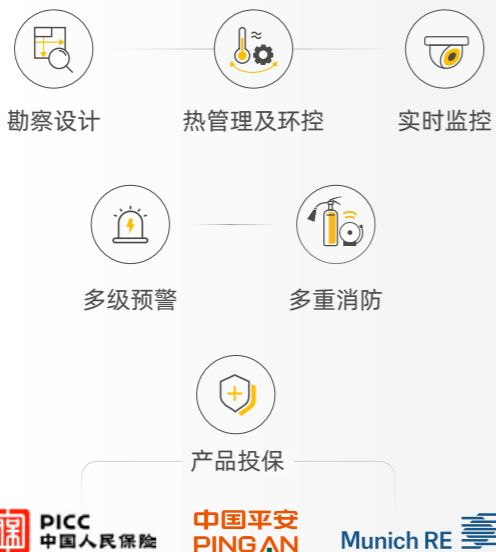 勘察设计
热管理及环控
实时监控
多级预警
多重消防
产品投保
PICC
中国人民保险
中国平安
PING AN
Munich RE